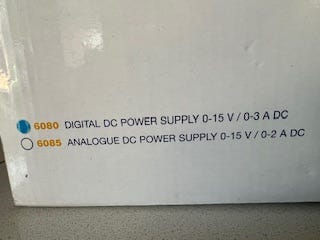 6080 DIGITAL DC POWER SUPPLY 0-15 V / 0-3 A DC
6085 ANALOGUE DC POWER SUPPLY 0-15 V / 0-2 A DC